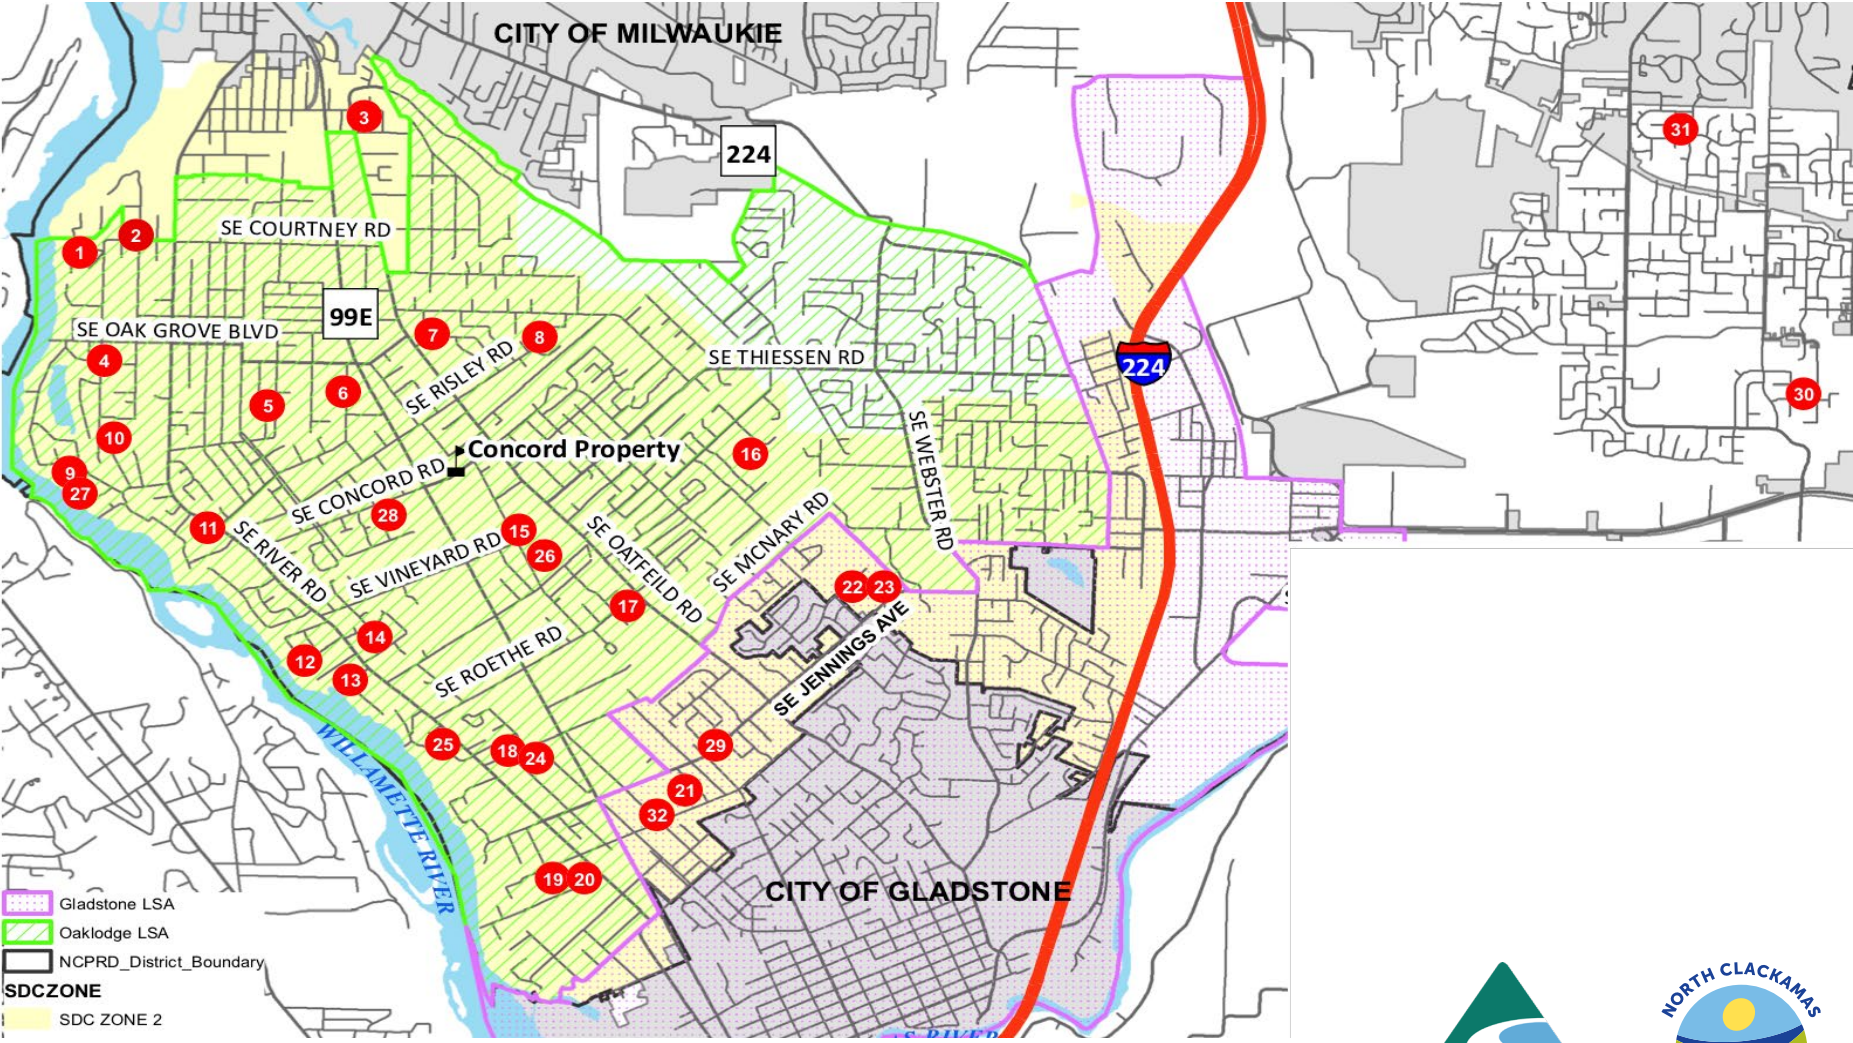 CITY OF MILWAUKIE
3
31
224
2
1
SE COURTNEY RD
99E
SE OAK GROVE BLVD
7
8
4
SE RISLEY RD
SE THIESSEN RD
224
6
5
30
10
Concord Property
16
SE WEBSTER RD
9
27
SE CONCORD RD
28
11
SE RIVER RD
15
26
SE VINEYARD RD
SE OATFEILD RD
SE MCNARY RD
22
23
17
14
12
13
SE ROETHE RD
SE JENNINGS AVE
25
18
24
29
21
32
WILLAMETTE RIVER
19
20
CITY OF GLADSTONE
Gladstone LSA
Oaklodge LSA
NCPRD_District_Boundary
SDCZONE
SDC ZONE 2
RIVER
NORTH CLACKAMAS